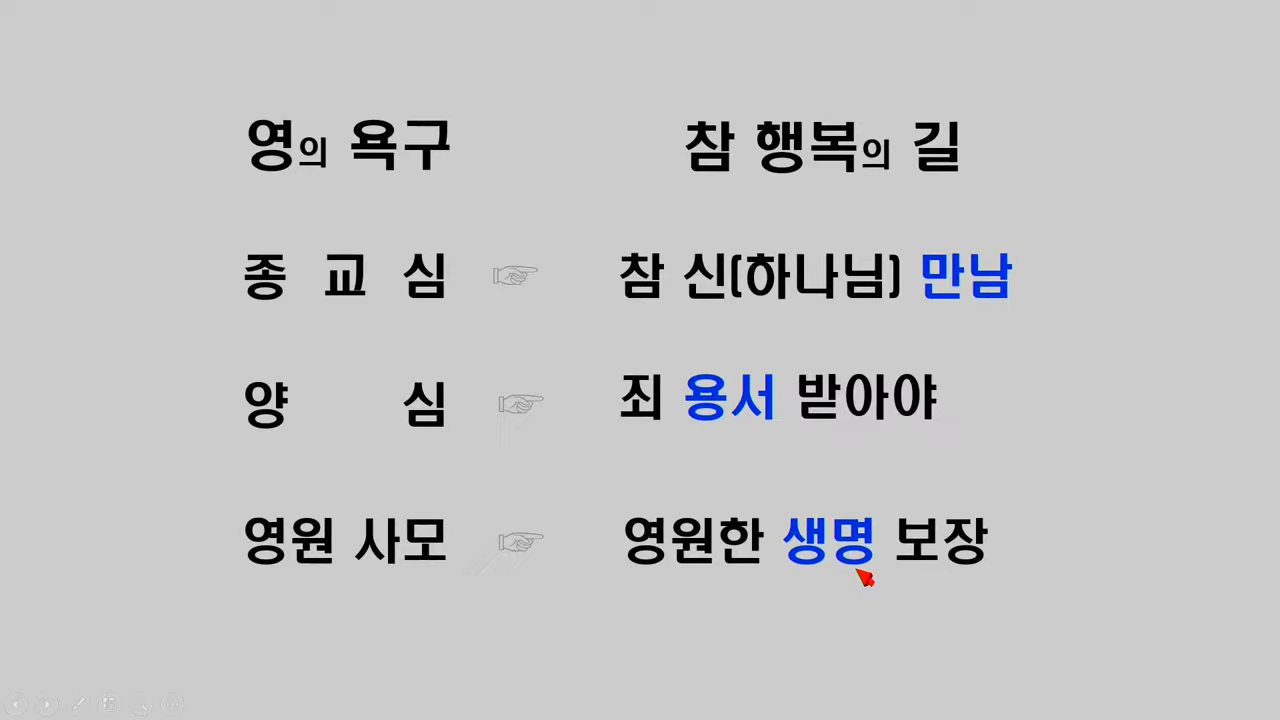 영의 욕구 참 행복의 길
종 교 심 참 신(하나님) 만남
양 심 죄 용서 받아야
영원 사모 영원한 생명 보장